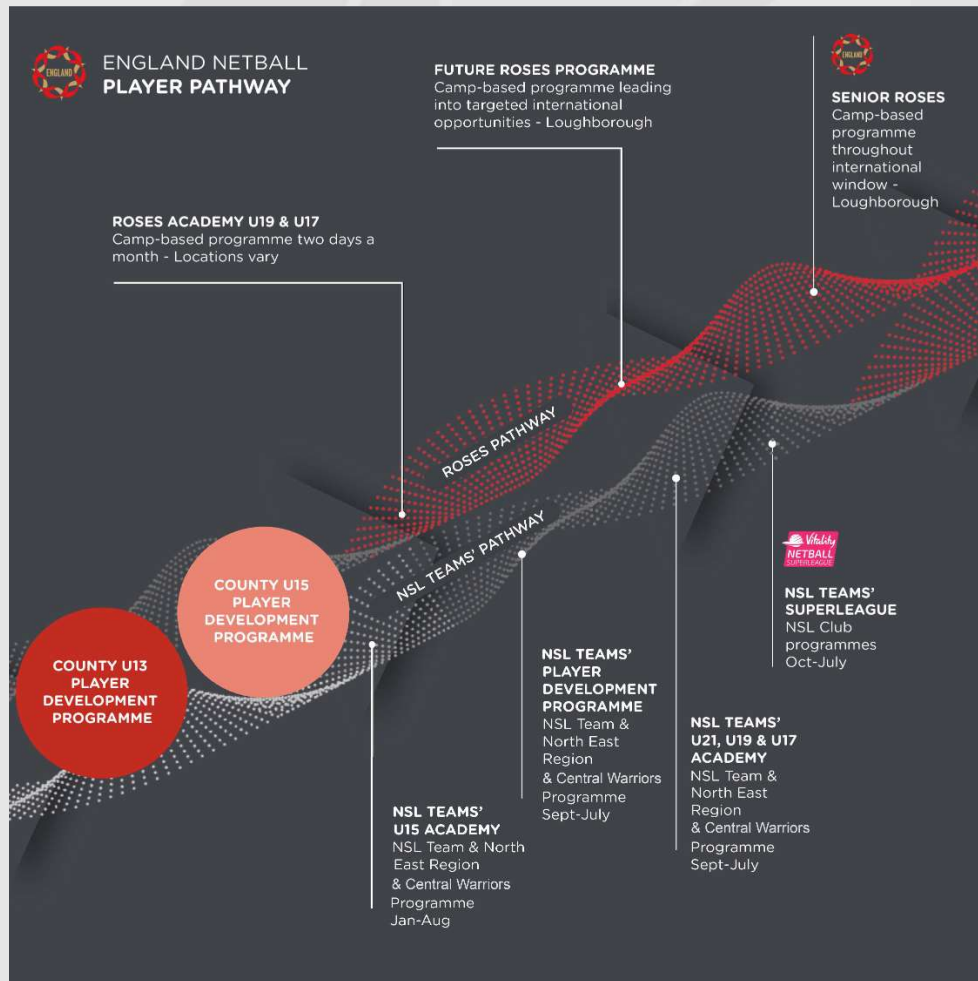 ENGLAND
ENGLAND NETBALL
PLAYER PATHWAY
FUTURE ROSES PROGRAMME
Camp-based programme leading
into targeted international
opportunities - Loughborough
ENGLAND
SENIOR ROSES
Camp-based
programme
throughout
international
window -
Loughborough
ROSES ACADEMY U19 & U17
Camp-based programme two days a
month - Locations vary
ROSES PATHWAY
NSL TEAMS' PATHWAY
COUNTY U15
PLAYER
DEVELOPMENT
PROGRAMME
COUNTY U13
PLAYER
DEVELOPMENT
PROGRAMME
Vitality
NETBALL
SUPERLEAGUE
NSL TEAMS'
SUPERLEAGUE
NSL Club
programmes
Oct-July
NSL TEAMS'
PLAYER
DEVELOPMENT
PROGRAMME
NSL Team &
North East
Region
& Central Warriors
Programme
Sept-July
NSL TEAMS'
U21, U19 & U17
ACADEMY
NSL Team &
North East
Region
& Central Warriors
Programme
Sept-July
NSL TEAMS'
U15 ACADEMY
NSL Team & North
East Region
& Central Warriors
Programme
Jan-Aug